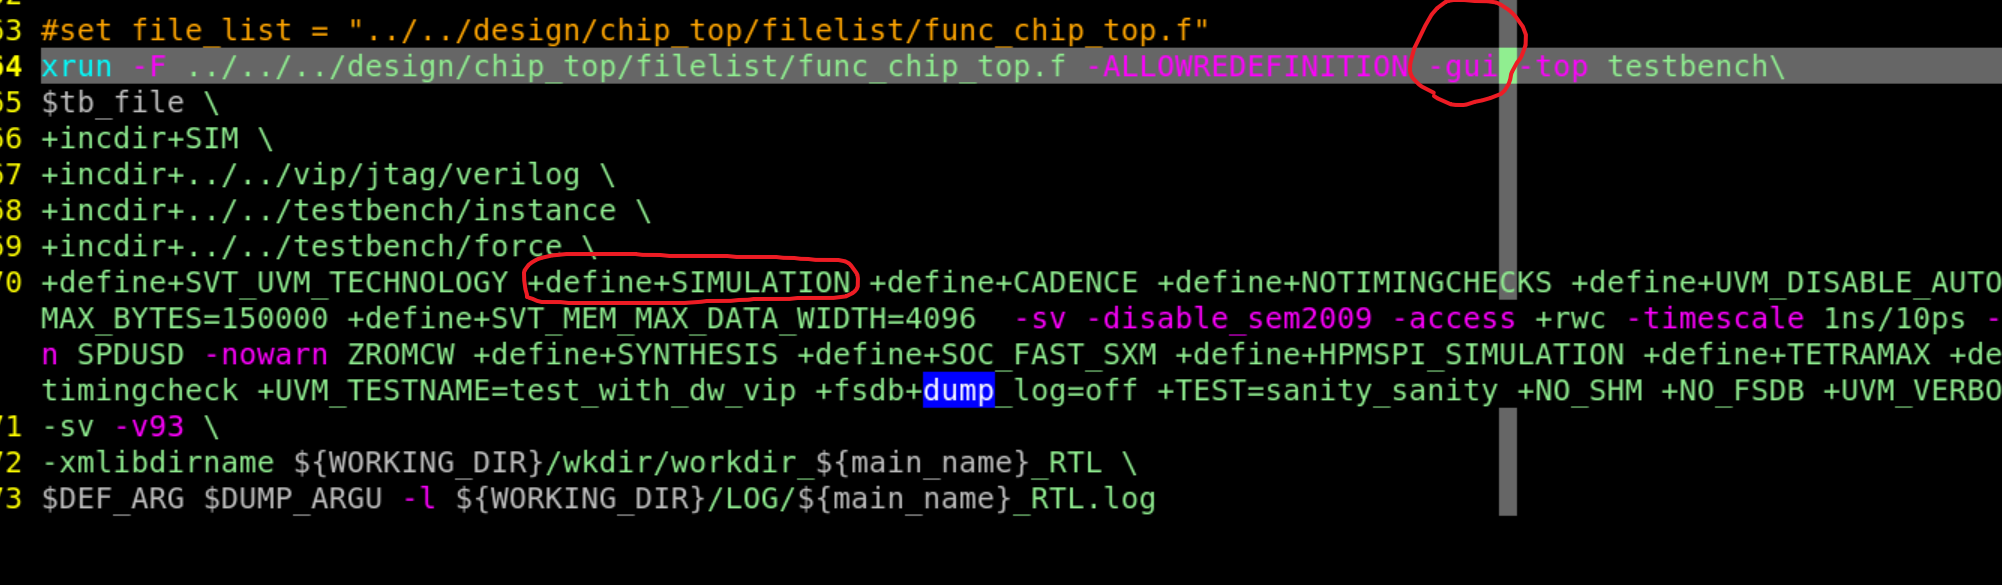 63 #set file_list = "../../design/chip_top/filelist/func_chip_top.f"
64 xrun -F ../../../design/chip_top/filelist/func_chip_top.f -ALLOWREDEFINITION -gui -top testbench\
65 $tb_file \
66 +incdir+SIM \
67 +incdir+../../vip/jtag/verilog \
68 +incdir+../../testbench/instance \
69 +incdir+../../testbench/force \
70 +define+SVT_UVM_TECHNOLOGY +define+SIMULATION +define+CADENCE +define+NOTIMINGCHECKS +define+UVM_DISABLE_AUTO
MAX_BYTES=150000 +define+SVT_MEM_MAX_DATA_WIDTH=4096  -sv -disable_sem2009 -access +rwc -timescale 1ns/10ps -
n SPDUSD -nowarn ZROMCW +define+SYNTHESIS +define+SOC_FAST_SXM +define+HPMSPI_SIMULATION +define+TETRAMAX +de
timingcheck +UVM_TESTNAME=test_with_dw_vip +fsdb+dump_log=off +TEST=sanity_sanity +NO_SHM +NO_FSDB +UVM_VERBO
71 -sv -v93 \
72 -xmlibdirname ${WORKING_DIR}/wkdir/workdir_${main_name}_RTL \
73 $DEF_ARG $DUMP_ARGU -l ${WORKING_DIR}/LOG/${main_name}_RTL.log